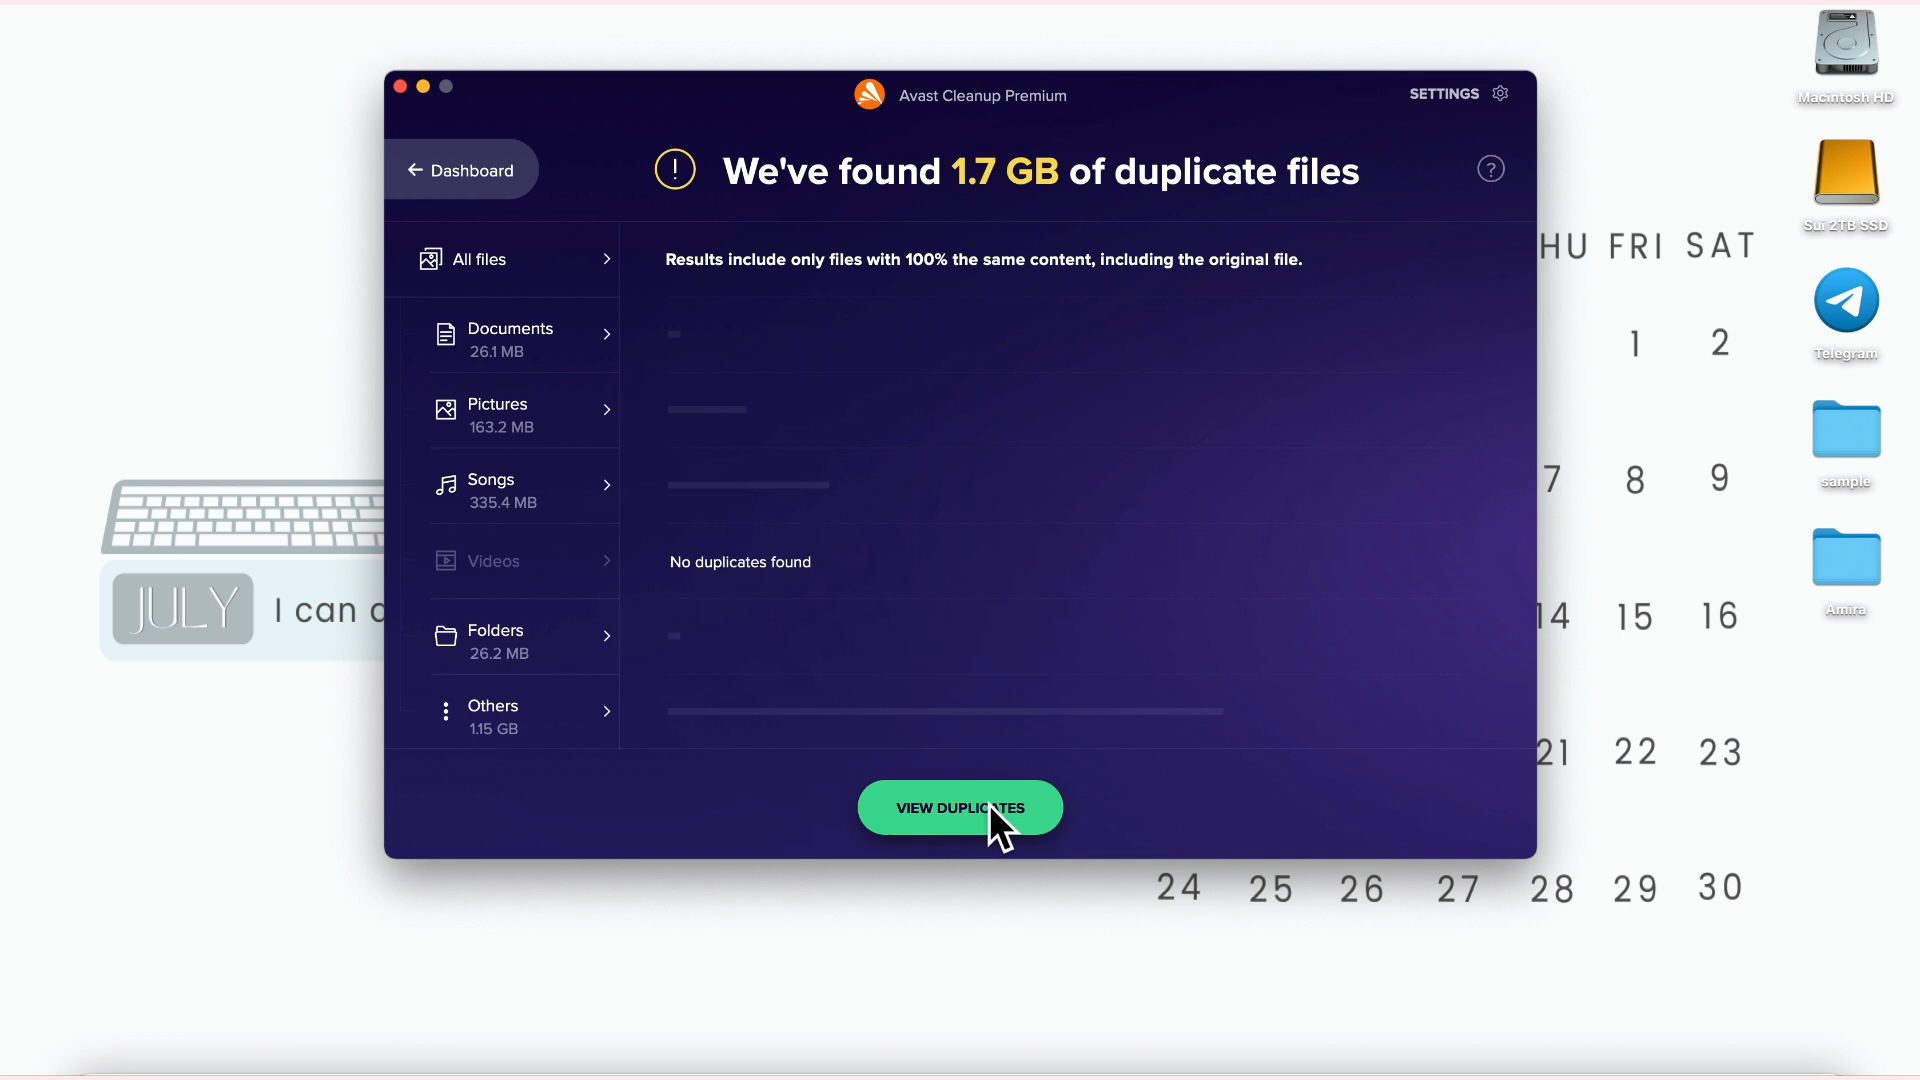 Avast Cleanup Premium
SETTINGS
Dashboard
We've found 1.7 GB of duplicate files
?
All files
Results include only files with 100% the same content, including the original file.
Documents
26.1 MB
Pictures
163.2 MB
Songs
335.4 MB
Videos
No duplicates found
Folders
26.2 MB
Others
1.15 GB
VIEW DUPLICATES
JULY
I can
HU FRI SAT
1 2
7 8 9
14 15 16
21 22 23
24 25 26 27 28 29 30
Macintosh HD
Sui 2TB SSD
Telegram
sample
Amira